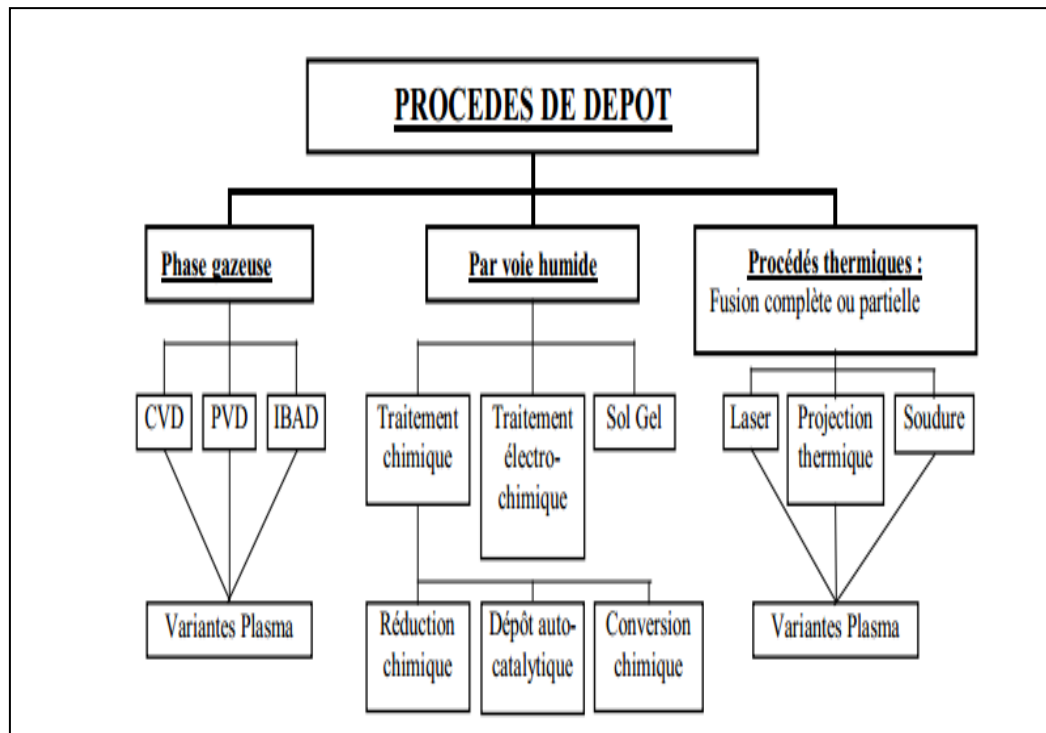 PROCEDES DE DEPOT
Phase gazeuse
Par voie humide
Procédés thermiques :
Fusion complète ou partielle
CVD
PVD
IBAD
Traitement
chimique
Traitement
électro-
chimique
Sol Gel
Laser
Projection
thermique
Soudure
Variantes Plasma
Réduction
chimique
Dépôt auto-
catalytique
Conversion
chimique
Variantes Plasma